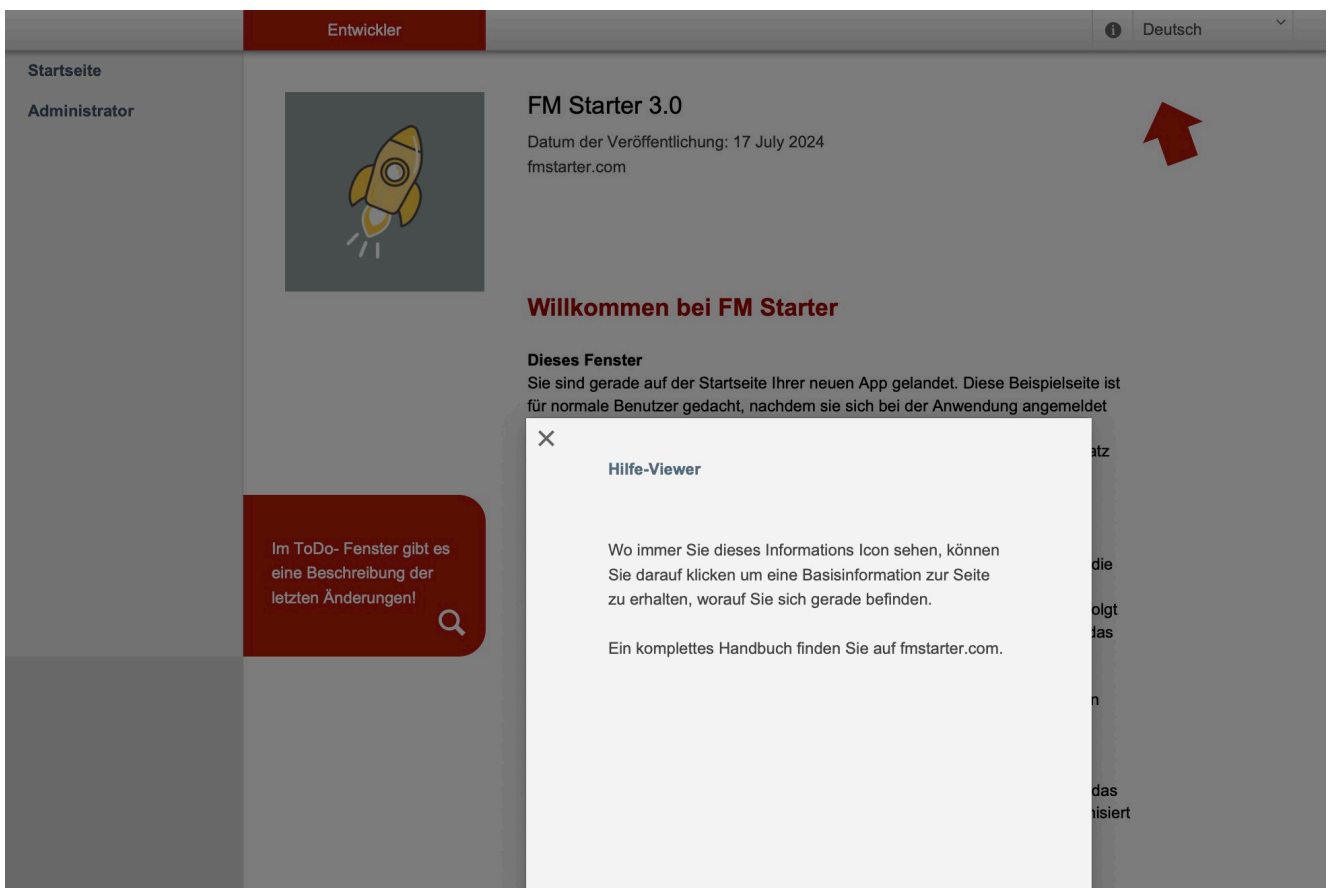 Entwickler
Deutsch
Startseite
Administrator
FM Starter 3.0
Datum der Veröffentlichung: 17 July 2024
fmstarter.com
Willkommen bei FM Starter
Dieses Fenster
Sie sind gerade auf der Startseite Ihrer neuen App gelandet. Diese Beispielseite ist
für normale Benutzer gedacht, nachdem sie sich bei der Anwendung angemeldet
Im ToDo- Fenster gibt es
eine Beschreibung der
letzten Änderungen!
Hilfe-Viewer
Wo immer Sie dieses Informations Icon sehen, können
Sie darauf klicken um eine Basisinformation zur Seite
zu erhalten, worauf Sie sich gerade befinden.
Ein komplettes Handbuch finden Sie auf fmstarter.com.
die
das
das